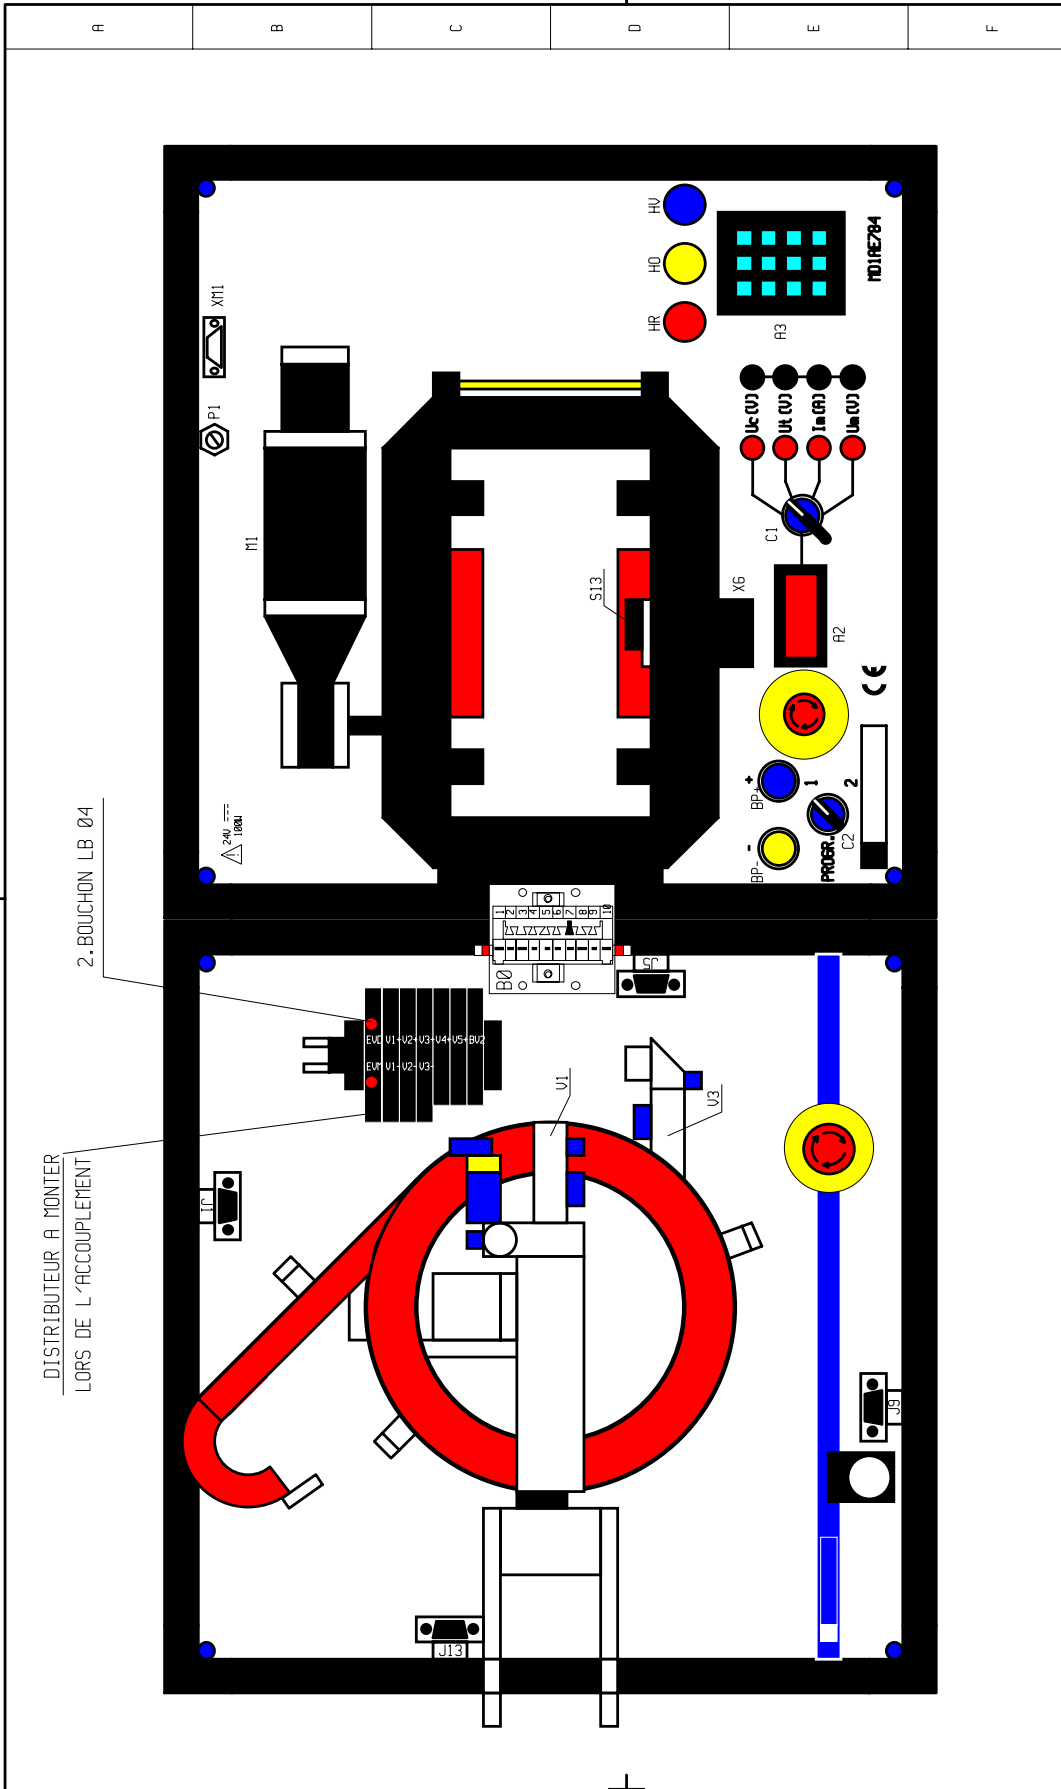 A
B
C
D
E
F
HV
HO
HR
XM1
P1
M1
A3
MD1AE784
Uc(V)
Ut(V)
Im(A)
Um(V)
C1
S13
X6
A2
CE
24V
100W
BP+
+
1
2
BP-
-
PROGR.
C2
2.BOUCHON LB 04
1 2 3 4 5 6 7 8 9 10
B0
EVD V1+ V2+ V3+ V4+ V5+ BV2
EVM V1- V2- V3-
V1
V3
DISTRIBUTEUR A MONTER
LORS DE L'ACCOUPLEMENT
J1
J9
J13